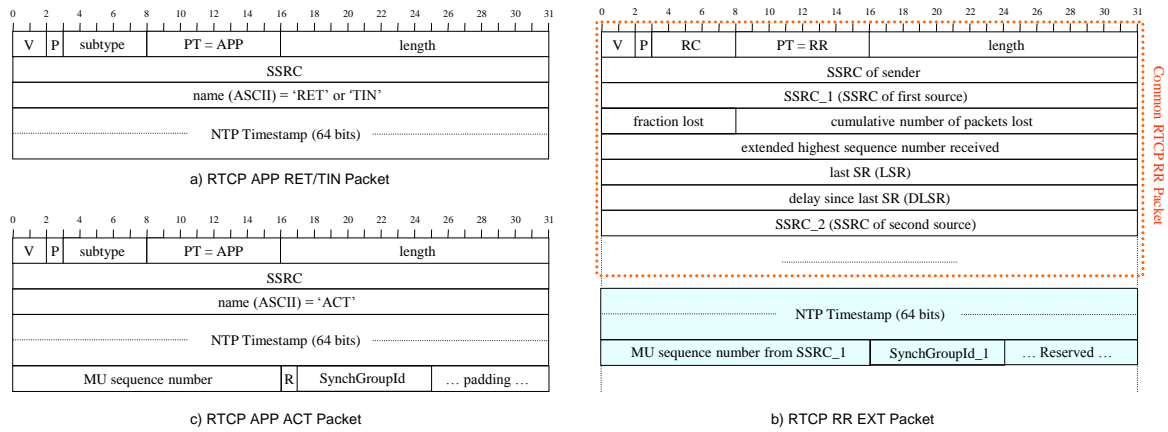 0 2 4 6 8 10 12 14 16 18 20 22 24 26 28 30 31
V P subtype PT = APP length
SSRC
name (ASCII) = ‘RET’ or ‘TIN’
NTP Timestamp (64 bits)
a) RTCP APP RET/TIN Packet
0 2 4 6 8 10 12 14 16 18 20 22 24 26 28 30 31
V P subtype PT = APP length
SSRC
name (ASCII) = ‘ACT’
NTP Timestamp (64 bits)
MU sequence number R SynchGroupId … padding …
c) RTCP APP ACT Packet
0 2 4 6 8 10 12 14 16 18 20 22 24 26 28 30 31
V P RC PT = RR length
SSRC of sender
SSRC_1 (SSRC of first source)
fraction lost cumulative number of packets lost
extended highest sequence number received
last SR (LSR)
delay since last SR (DLSR)
SSRC_2 (SSRC of second source)
Common RTCP RR Packet
NTP Timestamp (64 bits)
MU sequence number from SSRC_1 SynchGroupId_1 … Reserved …
b) RTCP RR EXT Packet